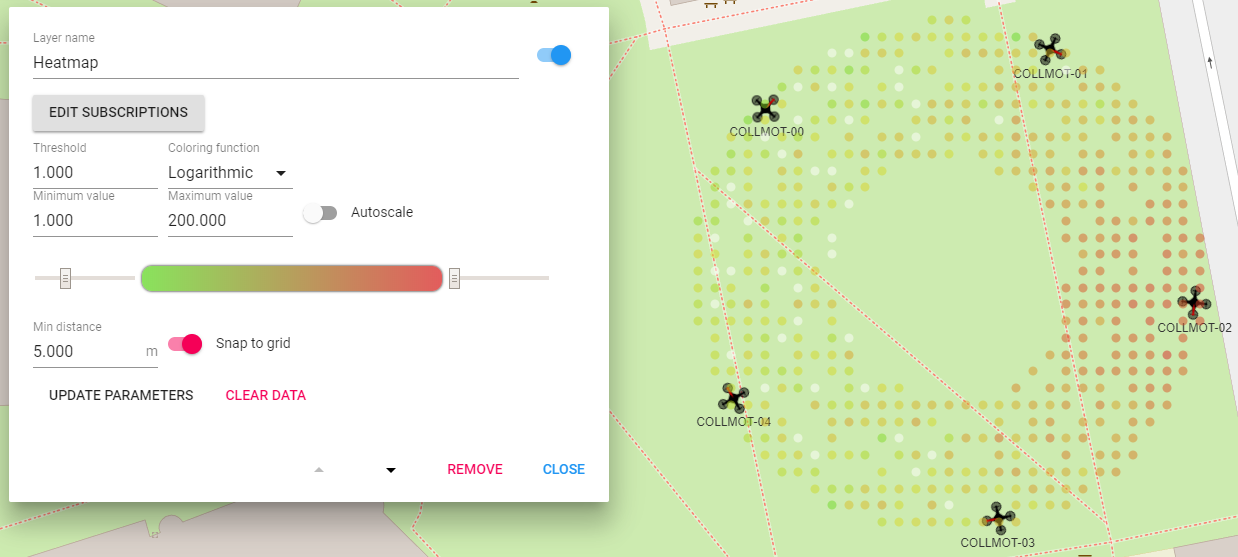 Layer name
Heatmap
EDIT SUBSCRIPTIONS
Threshold
Coloring function
1.000
Logarithmic
Minimum value
Maximum value
1.000
200.000
Autoscale
Min distance
5.000
m
Snap to grid
UPDATE PARAMETERS
CLEAR DATA
REMOVE
CLOSE
COLLMOT-01
COLLMOT-00
COLLMOT-02
COLLMOT-04
COLLMOT-03